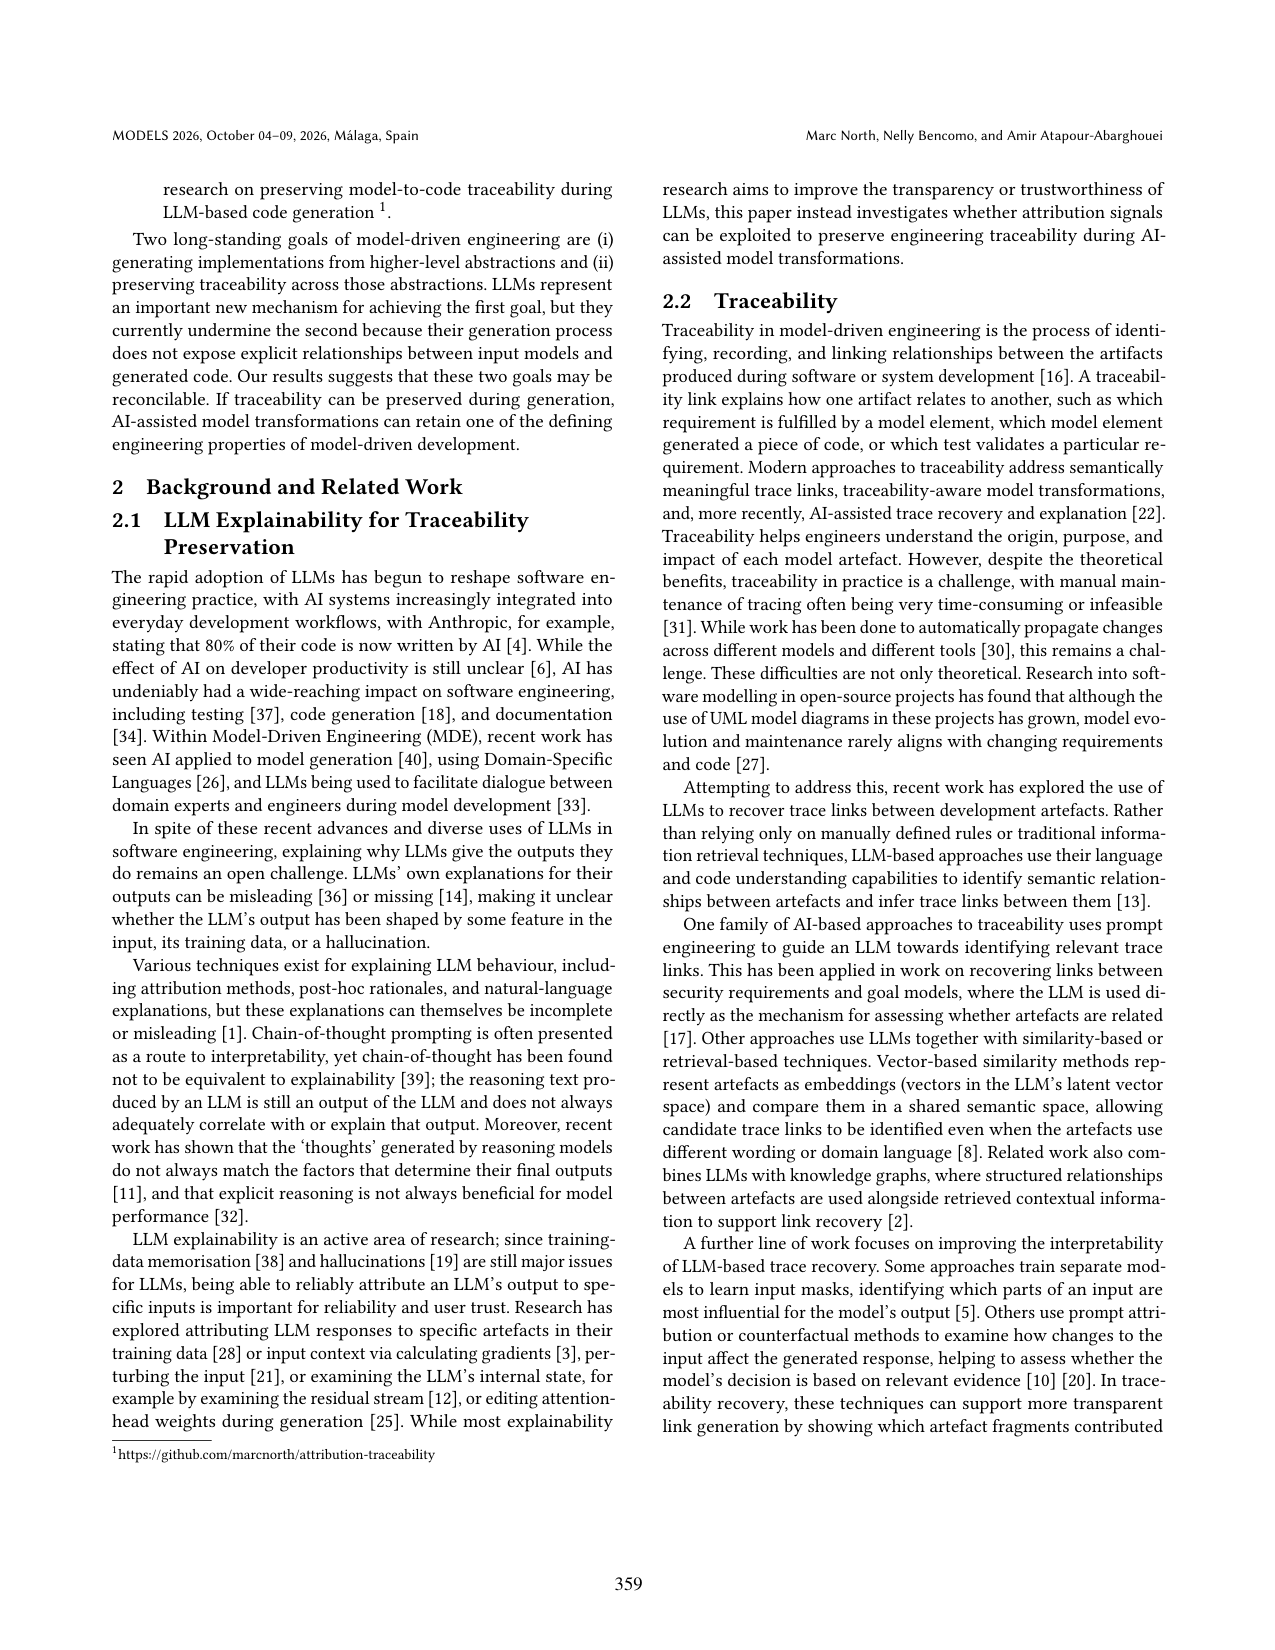 MODELS 2026, October 04–09, 2026, Málaga, Spain
Marc North, Nelly Bencomo, and Amir Atapour-Abarghouei
research on preserving model-to-code traceability during
LLM-based code generation 1.
Two long-standing goals of model-driven engineering are (i)
generating implementations from higher-level abstractions and (ii)
preserving traceability across those abstractions. LLMs represent
an important new mechanism for achieving the first goal, but they
currently undermine the second because their generation process
does not expose explicit relationships between input models and
generated code. Our results suggests that these two goals may be
reconcilable. If traceability can be preserved during generation,
AI-assisted model transformations can retain one of the defining
engineering properties of model-driven development.
2 Background and Related Work
2.1 LLM Explainability for Traceability
Preservation
The rapid adoption of LLMs has begun to reshape software en-
gineering practice, with AI systems increasingly integrated into
everyday development workflows, with Anthropic, for example,
stating that 80% of their code is now written by AI [4]. While the
effect of AI on developer productivity is still unclear [6], AI has
undeniably had a wide-reaching impact on software engineering,
including testing [37], code generation [18], and documentation
[34]. Within Model-Driven Engineering (MDE), recent work has
seen AI applied to model generation [40], using Domain-Specific
Languages [26], and LLMs being used to facilitate dialogue between
domain experts and engineers during model development [33].
In spite of these recent advances and diverse uses of LLMs in
software engineering, explaining why LLMs give the outputs they
do remains an open challenge. LLMs' own explanations for their
outputs can be misleading [36] or missing [14], making it unclear
whether the LLM's output has been shaped by some feature in the
input, its training data, or a hallucination.
Various techniques exist for explaining LLM behaviour, includ-
ing attribution methods, post-hoc rationales, and natural-language
explanations, but these explanations can themselves be incomplete
or misleading [1]. Chain-of-thought prompting is often presented
as a route to interpretability, yet chain-of-thought has been found
not to be equivalent to explainability [39]; the reasoning text pro-
duced by an LLM is still an output of the LLM and does not always
adequately correlate with or explain that output. Moreover, recent
work has shown that the 'thoughts' generated by reasoning models
do not always match the factors that determine their final outputs
[11], and that explicit reasoning is not always beneficial for model
performance [32].
LLM explainability is an active area of research; since training-
data memorisation [38] and hallucinations [19] are still major issues
for LLMs, being able to reliably attribute an LLM's output to spe-
cific inputs is important for reliability and user trust. Research has
explored attributing LLM responses to specific artefacts in their
training data [28] or input context via calculating gradients [3], per-
turbing the input [21], or examining the LLM's internal state, for
example by examining the residual stream [12], or editing attention-
head weights during generation [25]. While most explainability
1https://github.com/marcnorth/attribution-traceability
research aims to improve the transparency or trustworthiness of
LLMs, this paper instead investigates whether attribution signals
can be exploited to preserve engineering traceability during AI-
assisted model transformations.
2.2 Traceability
Traceability in model-driven engineering is the process of identi-
fying, recording, and linking relationships between the artifacts
produced during software or system development [16]. A traceabil-
ity link explains how one artifact relates to another, such as which
requirement is fulfilled by a model element, which model element
generated a piece of code, or which test validates a particular re-
quirement. Modern approaches to traceability address semantically
meaningful trace links, traceability-aware model transformations,
and, more recently, AI-assisted trace recovery and explanation [22].
Traceability helps engineers understand the origin, purpose, and
impact of each model artefact. However, despite the theoretical
benefits, traceability in practice is a challenge, with manual main-
tenance of tracing often being very time-consuming or infeasible
[31]. While work has been done to automatically propagate changes
across different models and different tools [30], this remains a chal-
lenge. These difficulties are not only theoretical. Research into soft-
ware modelling in open-source projects has found that although the
use of UML model diagrams in these projects has grown, model evo-
lution and maintenance rarely aligns with changing requirements
and code [27].
Attempting to address this, recent work has explored the use of
LLMs to recover trace links between development artefacts. Rather
than relying only on manually defined rules or traditional informa-
tion retrieval techniques, LLM-based approaches use their language
and code understanding capabilities to identify semantic relation-
ships between artefacts and infer trace links between them [13].
One family of AI-based approaches to traceability uses prompt
engineering to guide an LLM towards identifying relevant trace
links. This has been applied in work on recovering links between
security requirements and goal models, where the LLM is used di-
rectly as the mechanism for assessing whether artefacts are related
[17]. Other approaches use LLMs together with similarity-based or
retrieval-based techniques. Vector-based similarity methods rep-
resent artefacts as embeddings (vectors in the LLM's latent vector
space) and compare them in a shared semantic space, allowing
candidate trace links to be identified even when the artefacts use
different wording or domain language [8]. Related work also com-
bines LLMs with knowledge graphs, where structured relationships
between artefacts are used alongside retrieved contextual informa-
tion to support link recovery [2].
A further line of work focuses on improving the interpretability
of LLM-based trace recovery. Some approaches train separate mod-
els to learn input masks, identifying which parts of an input are
most influential for the model's output [5]. Others use prompt attri-
bution or counterfactual methods to examine how changes to the
input affect the generated response, helping to assess whether the
model's decision is based on relevant evidence [10] [20]. In trace-
ability recovery, these techniques can support more transparent
link generation by showing which artefact fragments contributed
359